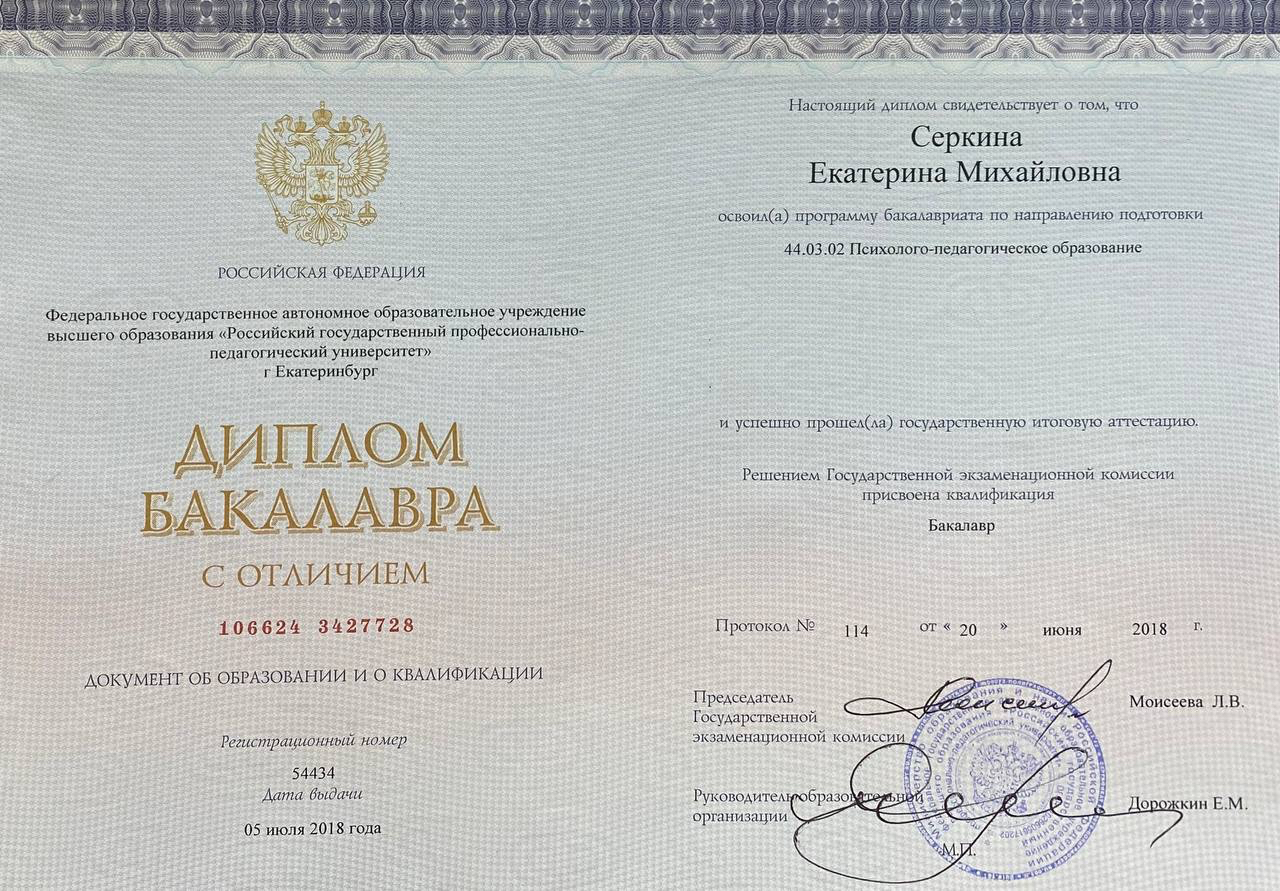 РОССИЙСКАЯ ФЕДЕРАЦИЯ
Федеральное государственное автономное образовательное учреждение
высшего образования «Российский государственный профессионально-
педагогический университет»
г Екатеринбург
ДИПЛОМ
БАКАЛАВРА
С ОТЛИЧИЕМ
106624 3427728
ДОКУМЕНТ ОБ ОБРАЗОВАНИИ И О КВАЛИФИКАЦИИ
Регистрационный номер
54434
Дата выдачи
05 июля 2018 года
Настоящий диплом свидетельствует о том, что
Серкина
Екатерина Михайловна
освоил(а) программу бакалавриата по направлению подготовки
44.03.02 Психолого-педагогическое образование
и успешно прошел(ла) государственную итоговую аттестацию.
Решением Государственной экзаменационной комиссии
присвоена квалификация
Бакалавр
Протокол № 114 от « 20 » июня 2018 г.
Председатель
Государственной
экзаменационной комиссии
Моисеева Л.В.
Руководитель образовательной
организации
Дорожкин Е.М.
М.П.